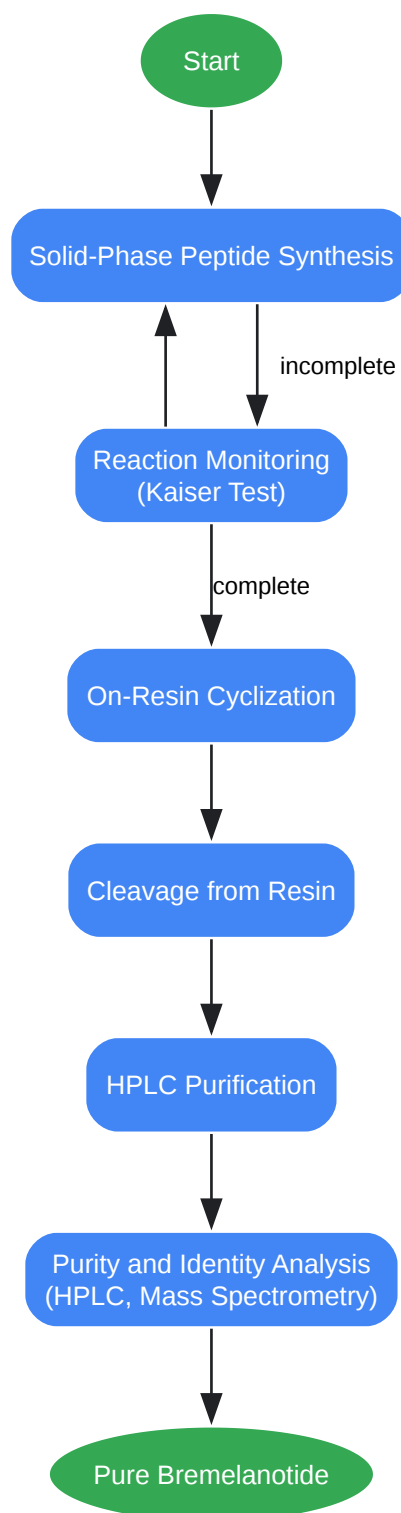 Start
Solid-Phase Peptide Synthesis
incomplete
Reaction Monitoring
(Kaiser Test)
complete
On-Resin Cyclization
Cleavage from Resin
HPLC Purification
Purity and Identity Analysis
(HPLC, Mass Spectrometry)
Pure Bremelanotide